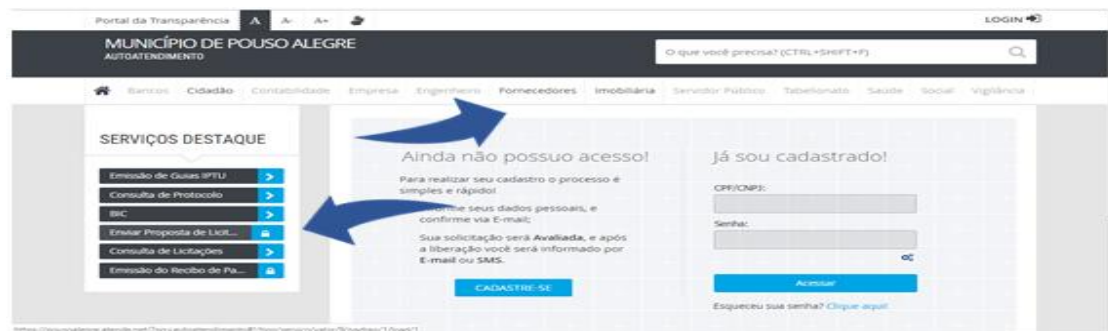 Portal da Transparência A A- A+ LOGIN
MUNICÍPIO DE POUSO ALEGRE
AUTOATENDIMENTO
O que você precisa? (CTRL+SHIFT+F)
Bancos Cidadão Contabilidade Empresa Engenheiro Fornecedores Imobiliária Servidor Público Tabelionato Saúde Social Vigilância
SERVIÇOS DESTAQUE
Emissão de Guias IPTU
Consulta de Protocolo
BIC
Enviar Proposta de Licit...
Consulta de Licitações
Emissão do Recibo de Pa...
Ainda não possuo acesso!
Para realizar seu cadastro o processo é
simples e rápido!
seus dados pessoais, e
confirme via E-mail;
Sua solicitação será Avaliada, e após
a liberação você será informado por
E-mail ou SMS.
CADASTRE-SE
Já sou cadastrado!
CPF/CNPJ:
Senha:
Acessar
Esqueceu sua senha? Clique aqui!